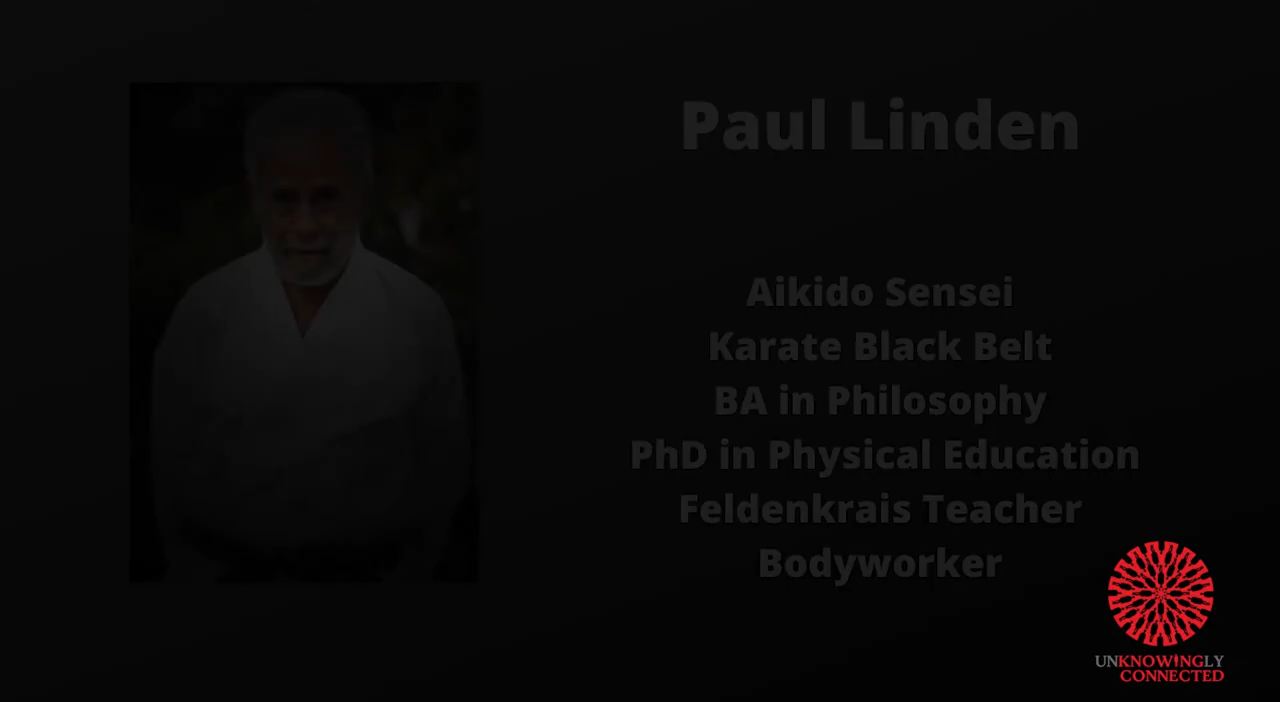 Paul Linden
Aikido Sensei
Karate Black Belt
BA in Philosophy
PhD in Physical Education
Feldenkrais Teacher
Bodyworker
UNKNOWINGLY
CONNECTED